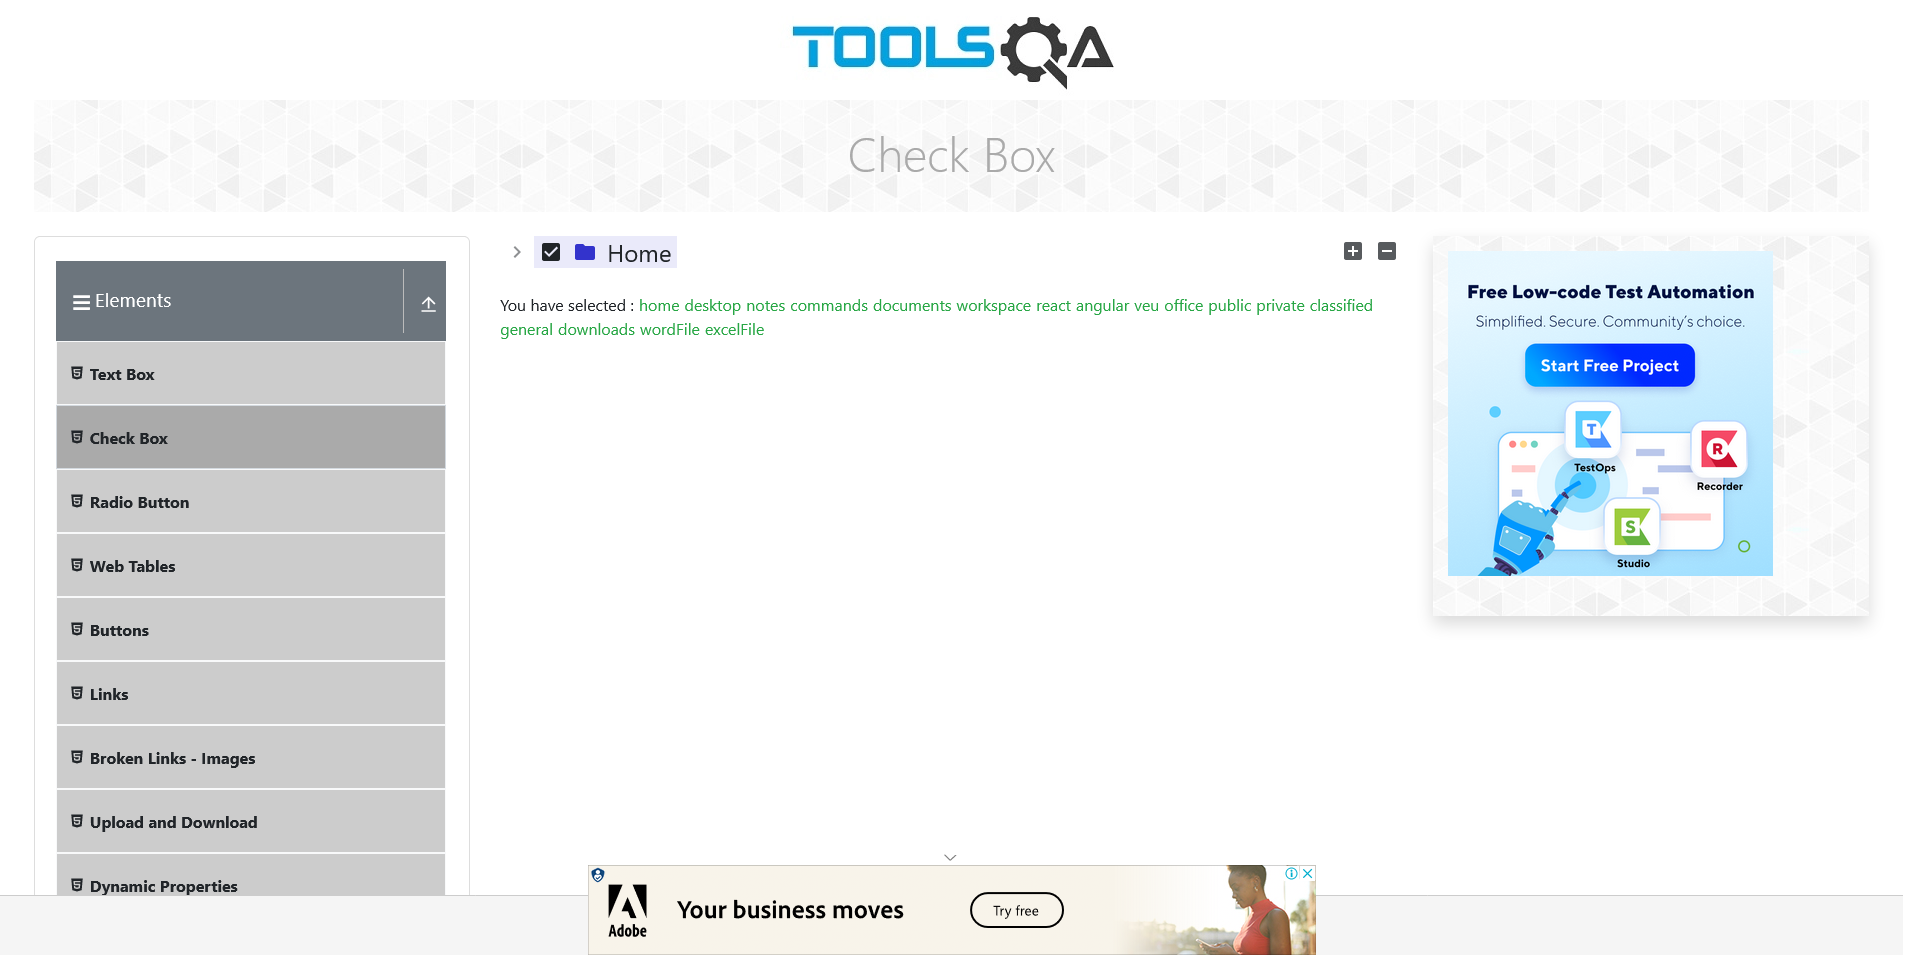 TOOLSQA
Check Box
Elements
Text Box
Check Box
Radio Button
Web Tables
Buttons
Links
Broken Links - Images
Upload and Download
Dynamic Properties
Home
You have selected : home desktop notes commands documents workspace react angular veu office public private classified
general downloads wordFile excelFile
Free Low-code Test Automation
Simplified. Secure. Community's choice.
Start Free Project
T
TestOps
R
Recorder
S
Studio
Adobe
Your business moves
Try free